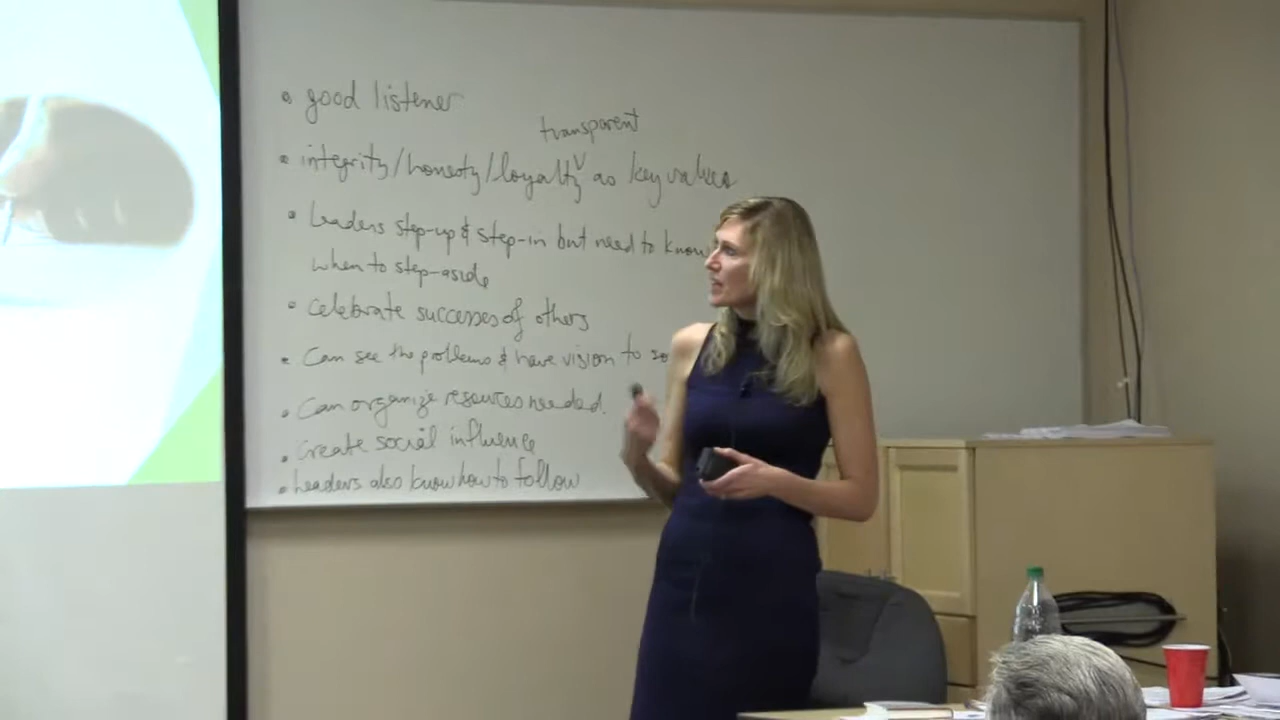 • good listener
transparent
• integrity/honesty/loyalty ∨ as key values
• Leaders step-up & step-in but need to know
when to step-aside
• Celebrate successes of others
• Can see the problems & have vision to
• Can organize resources needed.
• Create social influence
• Leaders also know how to follow